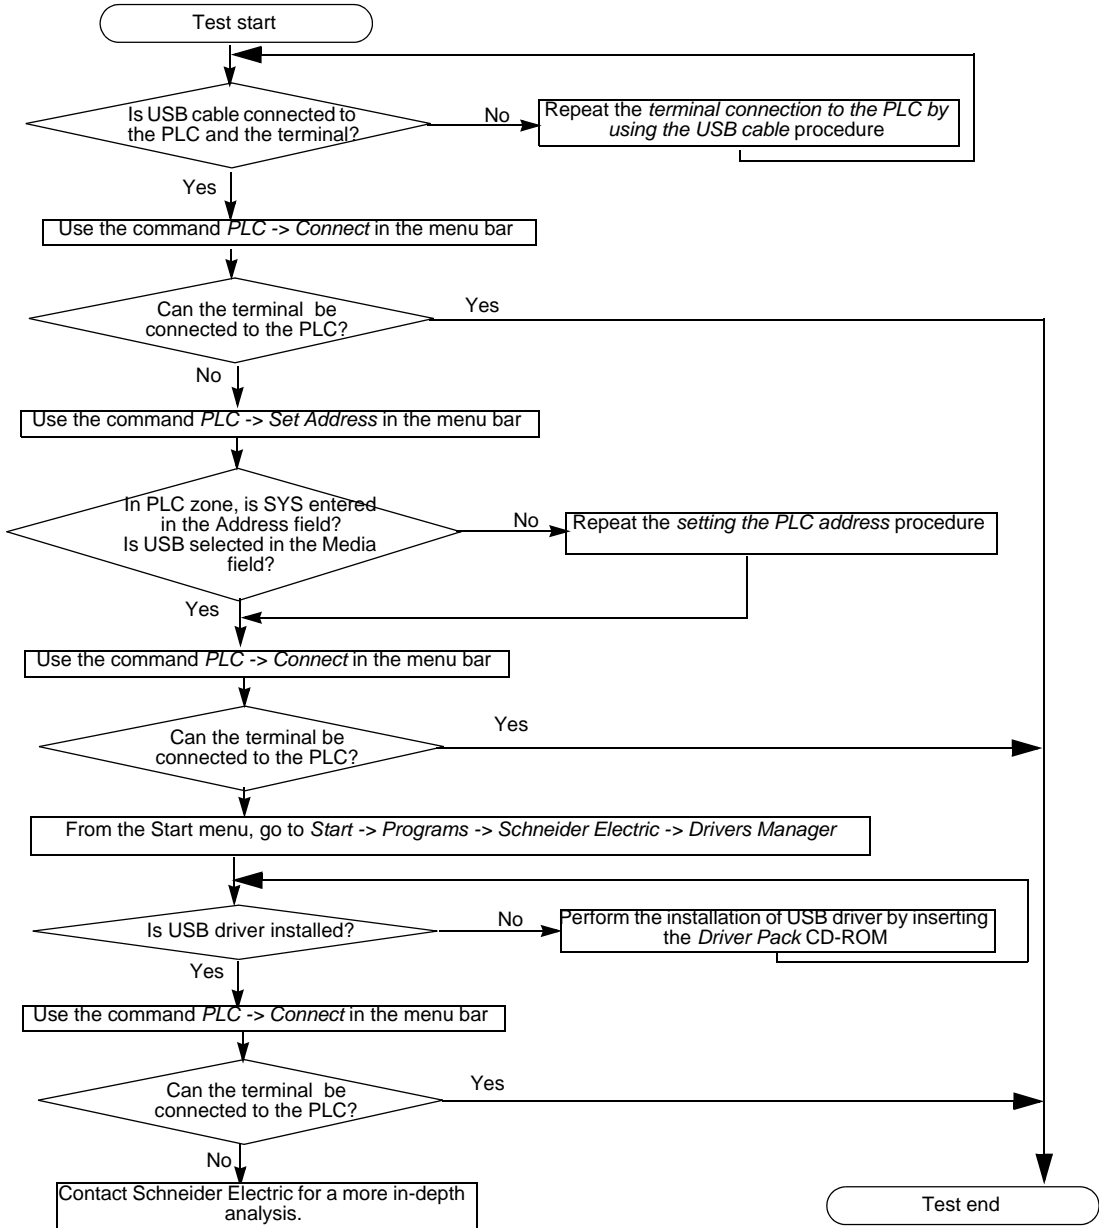 Test start
Is USB cable connected to
the PLC and the terminal?
No
Repeat the terminal connection to the PLC by
using the USB cable procedure
Yes
Use the command PLC -> Connect in the menu bar
Can the terminal be
connected to the PLC?
Yes
No
Use the command PLC -> Set Address in the menu bar
In PLC zone, is SYS entered
in the Address field?
Is USB selected in the Media
field?
No
Repeat the setting the PLC address procedure
Yes
Use the command PLC -> Connect in the menu bar
Can the terminal be
connected to the PLC?
Yes
From the Start menu, go to Start -> Programs -> Schneider Electric -> Drivers Manager
Is USB driver installed?
No
Perform the installation of USB driver by inserting
the Driver Pack CD-ROM
Yes
Use the command PLC -> Connect in the menu bar
Can the terminal be
connected to the PLC?
Yes
No
Contact Schneider Electric for a more in-depth
analysis.
Test end